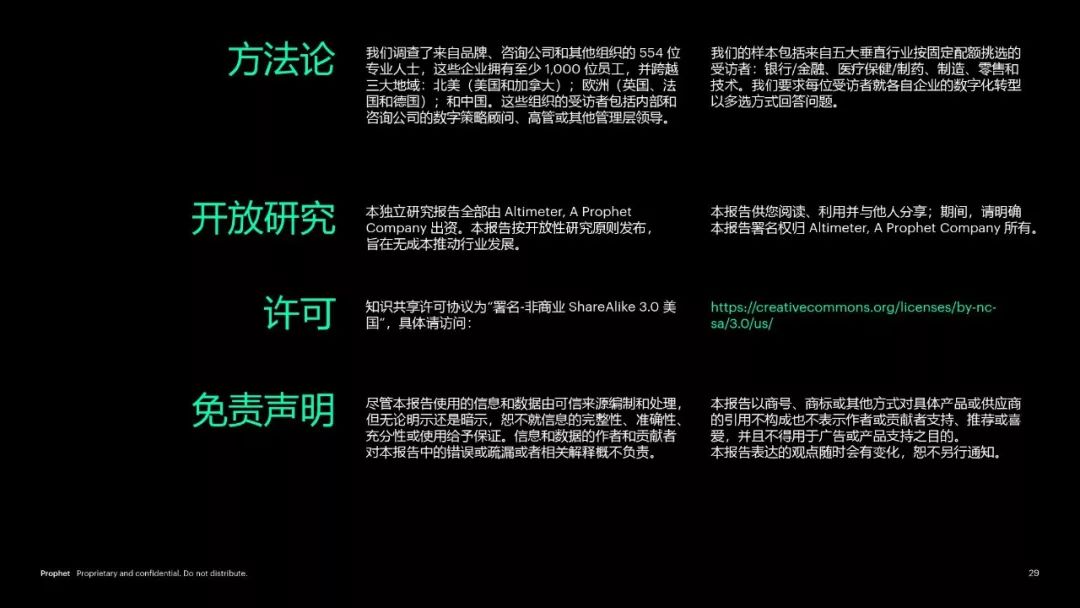 方法论
我们调查了来自品牌、咨询公司和其他组织的 554 位
专业人士，这些企业拥有至少 1,000 位员工，并跨越
三大地域：北美（美国和加拿大）；欧洲（英国、法
国和德国）；和中国。这些组织的受访者包括内部和
咨询公司的数字策略顾问、高管或其他管理层领导。
我们的样本包括来自五大垂直行业按固定配额挑选的
受访者：银行/金融、医疗保健/制药、制造、零售和
技术。我们要求每位受访者就各自企业的数字化转型
以多选方式回答问题。
开放研究
本独立研究报告全部由 Altimeter, A Prophet
Company 出资。本报告按开放性研究原则发布，
旨在无成本推动行业发展。
本报告供您阅读、利用并与他人分享；期间，请明确
本报告署名权归 Altimeter, A Prophet Company 所有。
许可
知识共享许可协议为“署名-非商业 ShareAlike 3.0 美
国”，具体请访问：
https://creativecommons.org/licenses/by-nc-
sa/3.0/us/
免责声明
尽管本报告使用的信息和数据由可信来源编制和处理，
但无论明示还是暗示，恕不就信息的完整性、准确性、
充分性或使用给予保证。信息和数据的作者和贡献者
对本报告中的错误或疏漏或者相关解释概不负责。
本报告以商号、商标或其他方式对具体产品或供应商
的引用不构成也不表示作者或贡献者支持、推荐或喜
爱，并且不得用于广告或产品支持之目的。
本报告表达的观点随时会有变化，恕不另行通知。
Prophet Proprietary and confidential. Do not distribute.
29